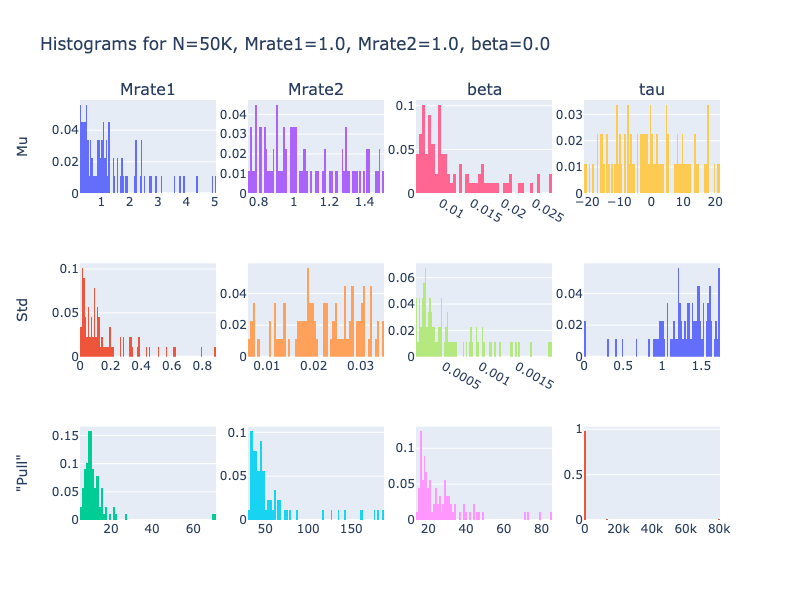 Histograms for N=50K, Mrate1=1.0, Mrate2=1.0, beta=0.0
Mrate1 Mrate2 beta tau
Mu
0 0.02 0.04
1 2 3 4 5
0 0.01 0.02 0.03 0.04
0.8 1 1.2 1.4
0 0.05 0.1
0.01 0.015 0.02 0.025
0 0.01 0.02 0.03
−20 −10 0 10 20
Std
0 0.05 0.1
0 0.2 0.4 0.6 0.8
0 0.02 0.04
0.01 0.02 0.03
0 0.02 0.04 0.06
0.0005 0.001 0.0015
0 0.02 0.04
0 0.5 1 1.5
"Pull"
0 0.05 0.1 0.15
20 40 60
0 0.05 0.1
50 100 150
0 0.05 0.1
20 40 60 80
0 0.5 1
0 20k 40k 60k 80k